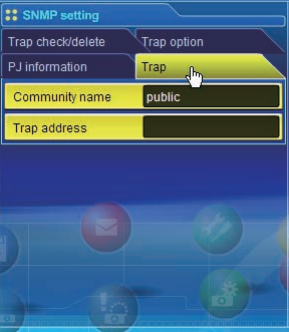 SNMP setting
Trap check/delete Trap option
PJ information Trap
Community name public
Trap address